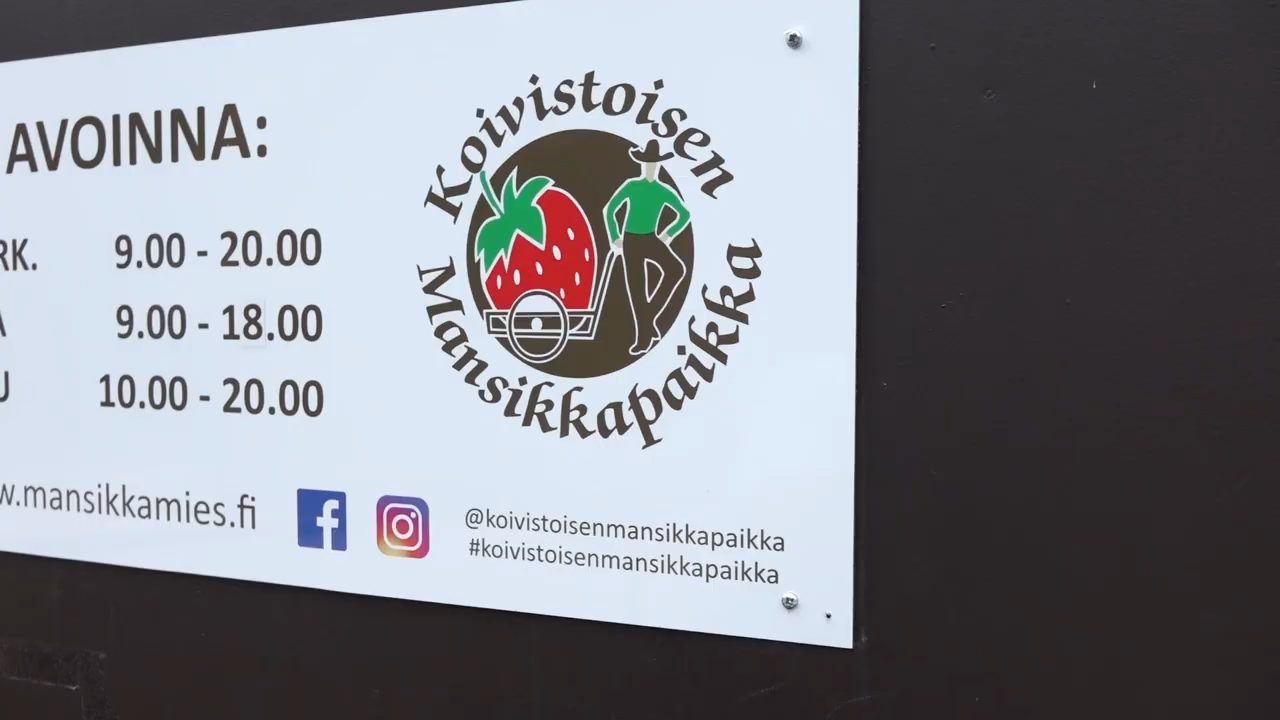 AVOINNA:
RK. 9.00 - 20.00
A 9.00 - 18.00
U 10.00 - 20.00
Koivistoisen
Mansikkapaikka
w.mansikkamies.fi
@koivistoisenmansikkapaikka
#koivistoisenmansikkapaikka